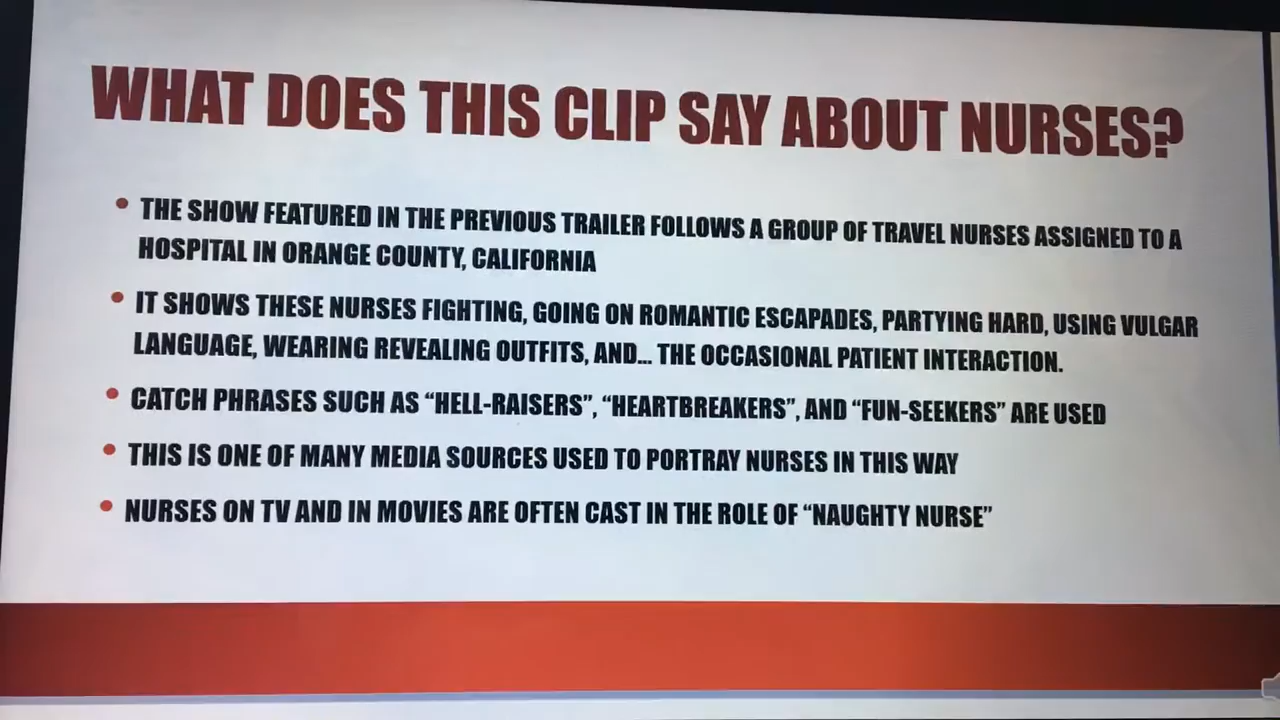 WHAT DOES THIS CLIP SAY ABOUT NURSES?
• THE SHOW FEATURED IN THE PREVIOUS TRAILER FOLLOWS A GROUP OF TRAVEL NURSES ASSIGNED TO A
HOSPITAL IN ORANGE COUNTY, CALIFORNIA
• IT SHOWS THESE NURSES FIGHTING, GOING ON ROMANTIC ESCAPADES, PARTYING HARD, USING VULGAR
LANGUAGE, WEARING REVEALING OUTFITS, AND... THE OCCASIONAL PATIENT INTERACTION.
• CATCH PHRASES SUCH AS “HELL-RAISERS”, “HEARTBREAKERS”, AND “FUN-SEEKERS” ARE USED
• THIS IS ONE OF MANY MEDIA SOURCES USED TO PORTRAY NURSES IN THIS WAY
• NURSES ON TV AND IN MOVIES ARE OFTEN CAST IN THE ROLE OF “NAUGHTY NURSE”